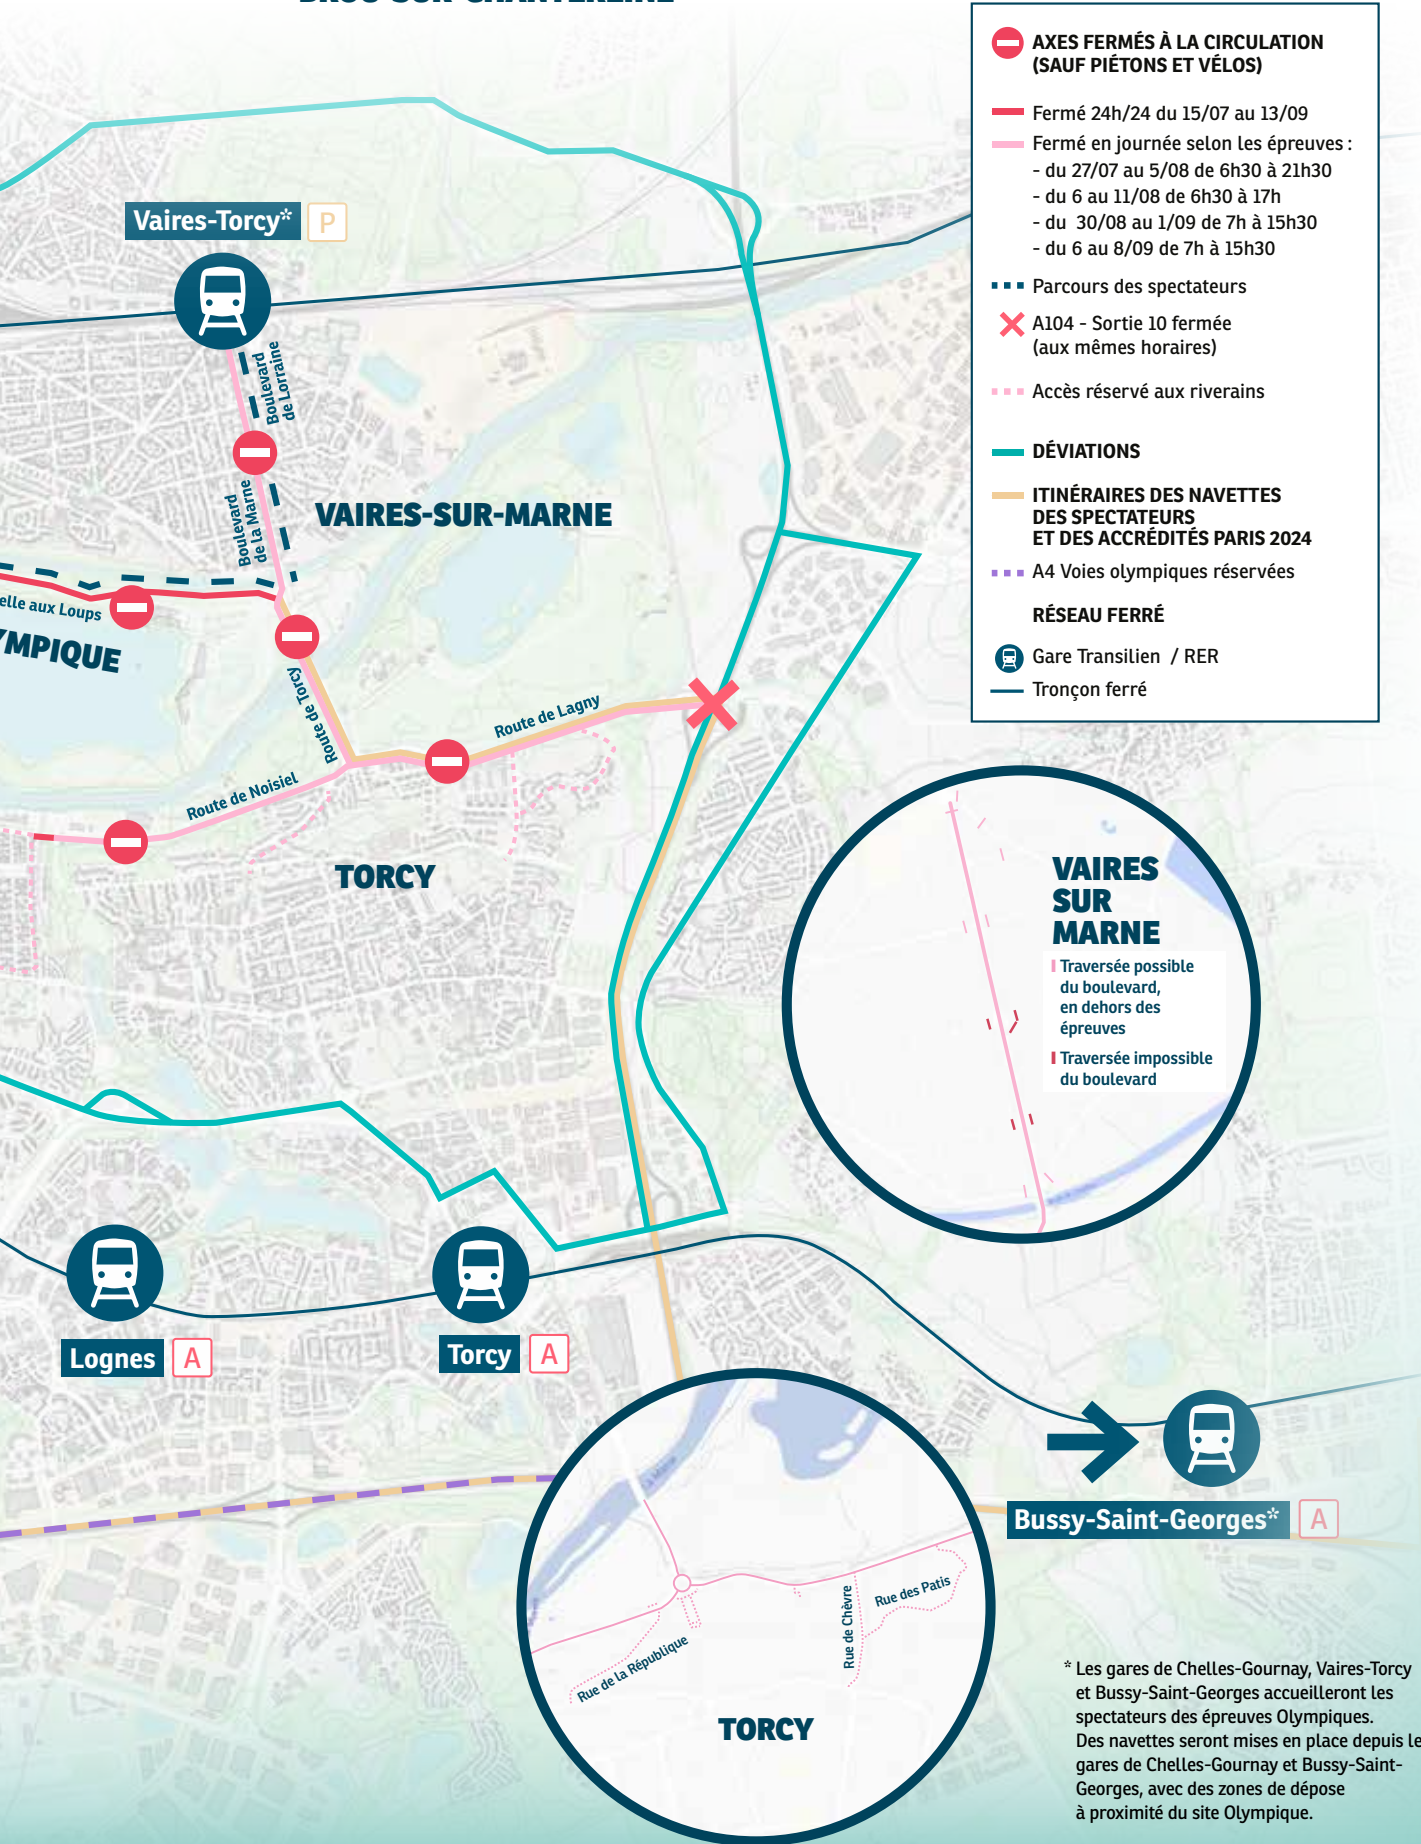 BROU-SUR-CHANTEREINE
AXES FERMÉS À LA CIRCULATION
(SAUF PIÉTONS ET VÉLOS)
Fermé 24h/24 du 15/07 au 13/09
Fermé en journée selon les épreuves :
- du 27/07 au 5/08 de 6h30 à 21h30
- du 6 au 11/08 de 6h30 à 17h
- du 30/08 au 1/09 de 7h à 15h30
- du 6 au 8/09 de 7h à 15h30
Parcours des spectateurs
A104 - Sortie 10 fermée
(aux mêmes horaires)
Accès réservé aux riverains
DÉVIATIONS
ITINÉRAIRES DES NAVETTES
DES SPECTATEURS
ET DES ACCRÉDITÉS PARIS 2024
A4 Voies olympiques réservées
RÉSEAU FERRÉ
Gare Transilien / RER
Tronçon ferré
Vaires-Torcy* P
Boulevard
de Lorraine
Boulevard
de La Marne
VAIRES-SUR-MARNE
elle aux Loups
YMPIQUE
Route de Torcy
Route de Lagny
Route de Noisiel
TORCY
VAIRES
SUR
MARNE
Traversée possible
du boulevard,
en dehors des
épreuves
Traversée impossible
du boulevard
Lognes A
Torcy A
Bussy-Saint-Georges* A
Rue de la République
Rue de Chèvre
Rue des Patis
TORCY
* Les gares de Chelles-Gournay, Vaires-Torcy
et Bussy-Saint-Georges accueilleront les
spectateurs des épreuves Olympiques.
Des navettes seront mises en place depuis le
gares de Chelles-Gournay et Bussy-Saint-
Georges, avec des zones de dépose
à proximité du site Olympique.